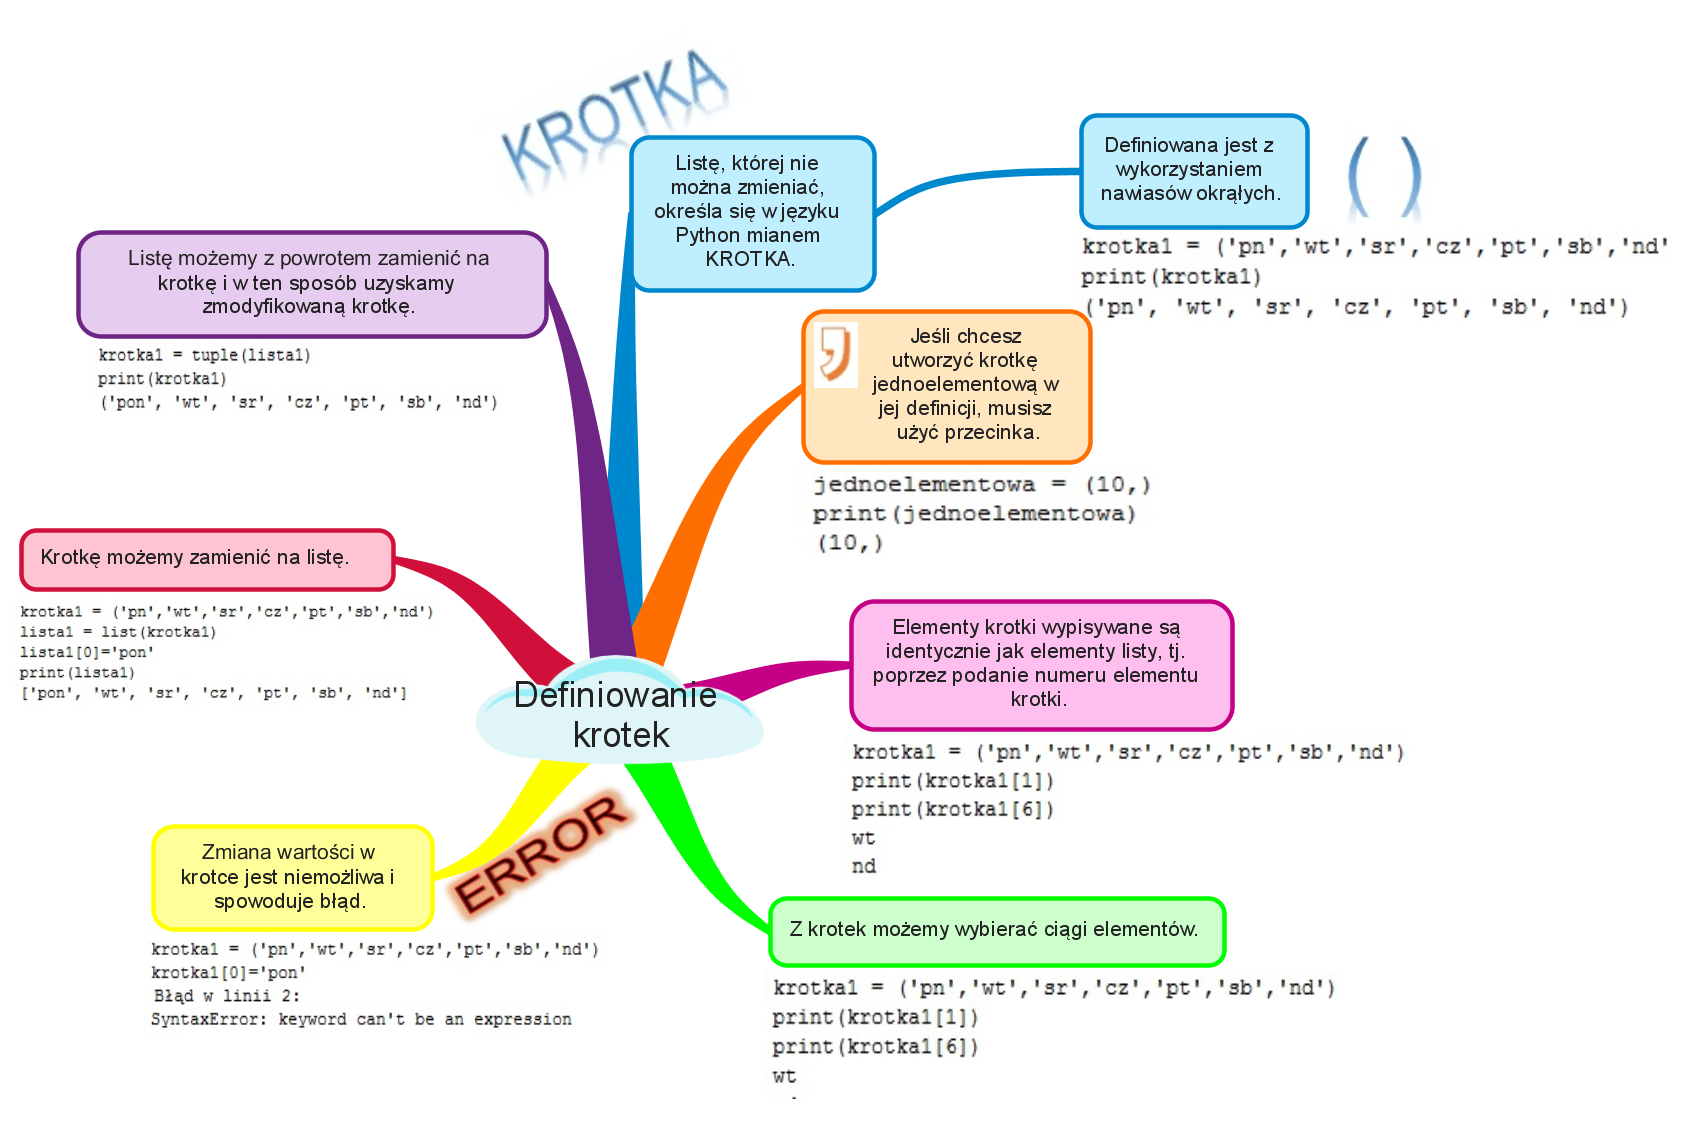 KROTKA
Listę, której nie
można zmieniać,
określa się w języku
Python mianem
KROTKA.
Definiowana jest z
wykorzystaniem
nawiasów okrąłych.
( )
krotka1 = ('pn','wt','sr','cz','pt','sb','nd'
print(krotka1)
('pn', 'wt', 'sr', 'cz', 'pt', 'sb', 'nd')
Listę możemy z powrotem zamienić na
krotkę i w ten sposób uzyskamy
zmodyfikowaną krotkę.
krotka1 = tuple(lista1)
print(krotka1)
('pon', 'wt', 'sr', 'cz', 'pt', 'sb', 'nd')
,
Jeśli chcesz
utworzyć krotkę
jednoelementową w
jej definicji, musisz
użyć przecinka.
jednoelementowa = (10,)
print(jednoelementowa)
(10,)
Krotkę możemy zamienić na listę.
krotka1 = ('pn','wt','sr','cz','pt','sb','nd')
lista1 = list(krotka1)
lista1[0]='pon'
print(lista1)
['pon', 'wt', 'sr', 'cz', 'pt', 'sb', 'nd']
Definiowanie
krotek
Elementy krotki wypisywane są
identycznie jak elementy listy, tj.
poprzez podanie numeru elementu
krotki.
krotka1 = ('pn','wt','sr','cz','pt','sb','nd')
print(krotka1[1])
print(krotka1[6])
wt
nd
Zmiana wartości w
krotce jest niemożliwa i
spowoduje błąd.
ERROR
krotka1 = ('pn','wt','sr','cz','pt','sb','nd')
krotka1[0]='pon'
Błąd w linii 2:
SyntaxError: keyword can't be an expression
Z krotek możemy wybierać ciągi elementów.
krotka1 = ('pn','wt','sr','cz','pt','sb','nd')
print(krotka1[1])
print(krotka1[6])
wt